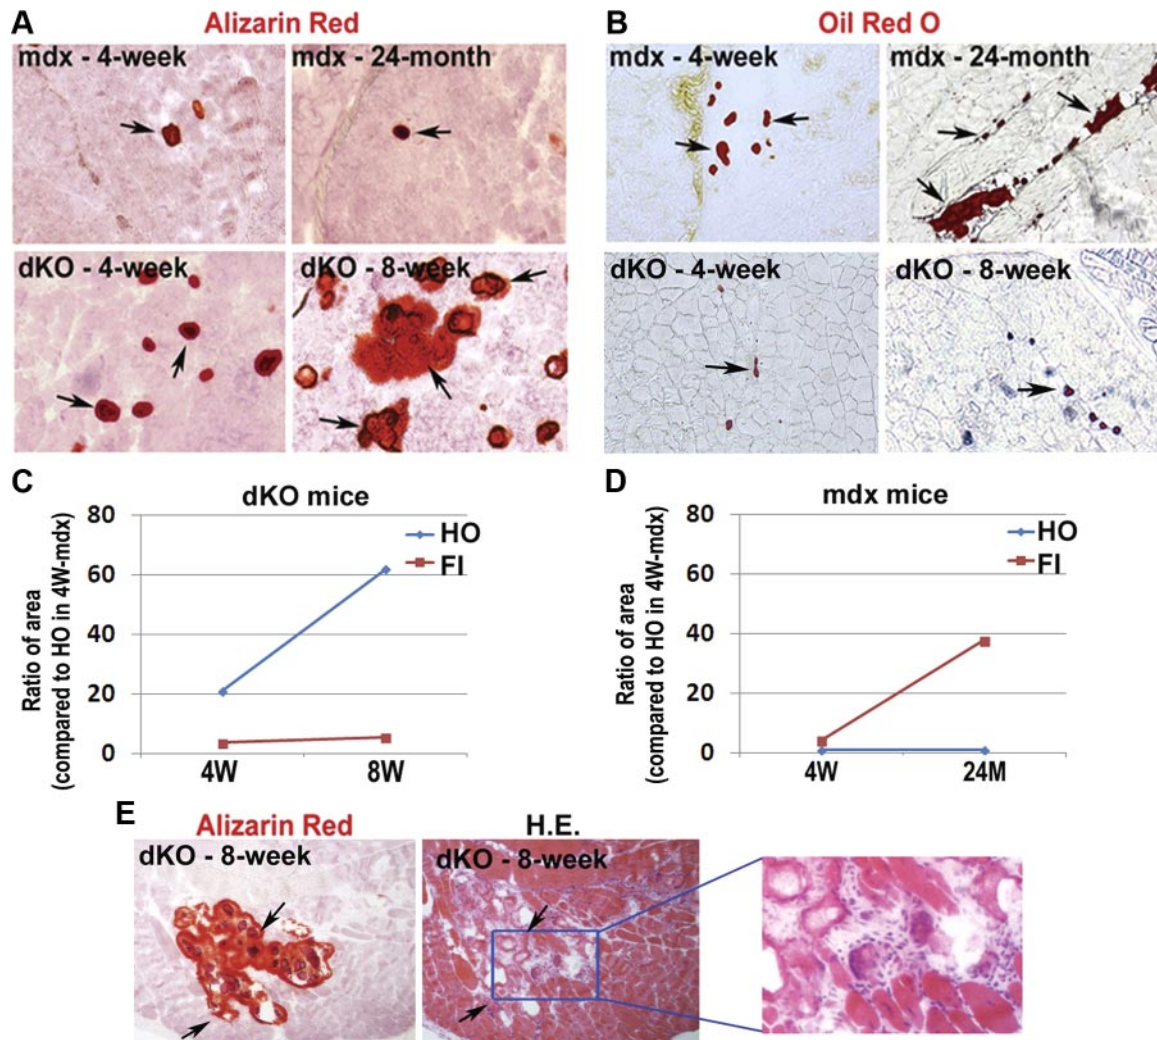 A
Alizarin Red
mdx - 4-week
mdx - 24-month
dKO - 4-week
dKO - 8-week
B
Oil Red O
mdx - 4-week
mdx - 24-month
dKO - 4-week
dKO - 8-week
C
dKO mice
Ratio of area
(compared to HO in 4W-mdx)
80
60
40
20
0
4W
8W
HO
FI
D
mdx mice
Ratio of area
(compared to HO in 4W-mdx)
80
60
40
20
0
4W
24M
HO
FI
E
Alizarin Red
dKO - 8-week
H.E.
dKO - 8-week